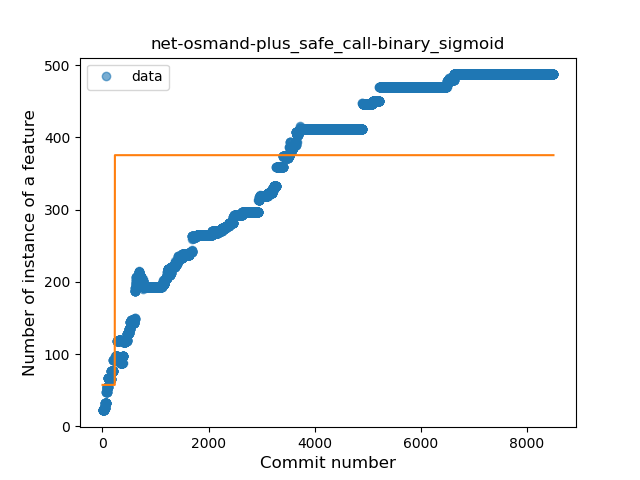 net-osmand-plus_safe_call-binary_sigmoid
data
Number of instance of a feature
500
400
300
200
100
0
0 2000 4000 6000 8000
Commit number